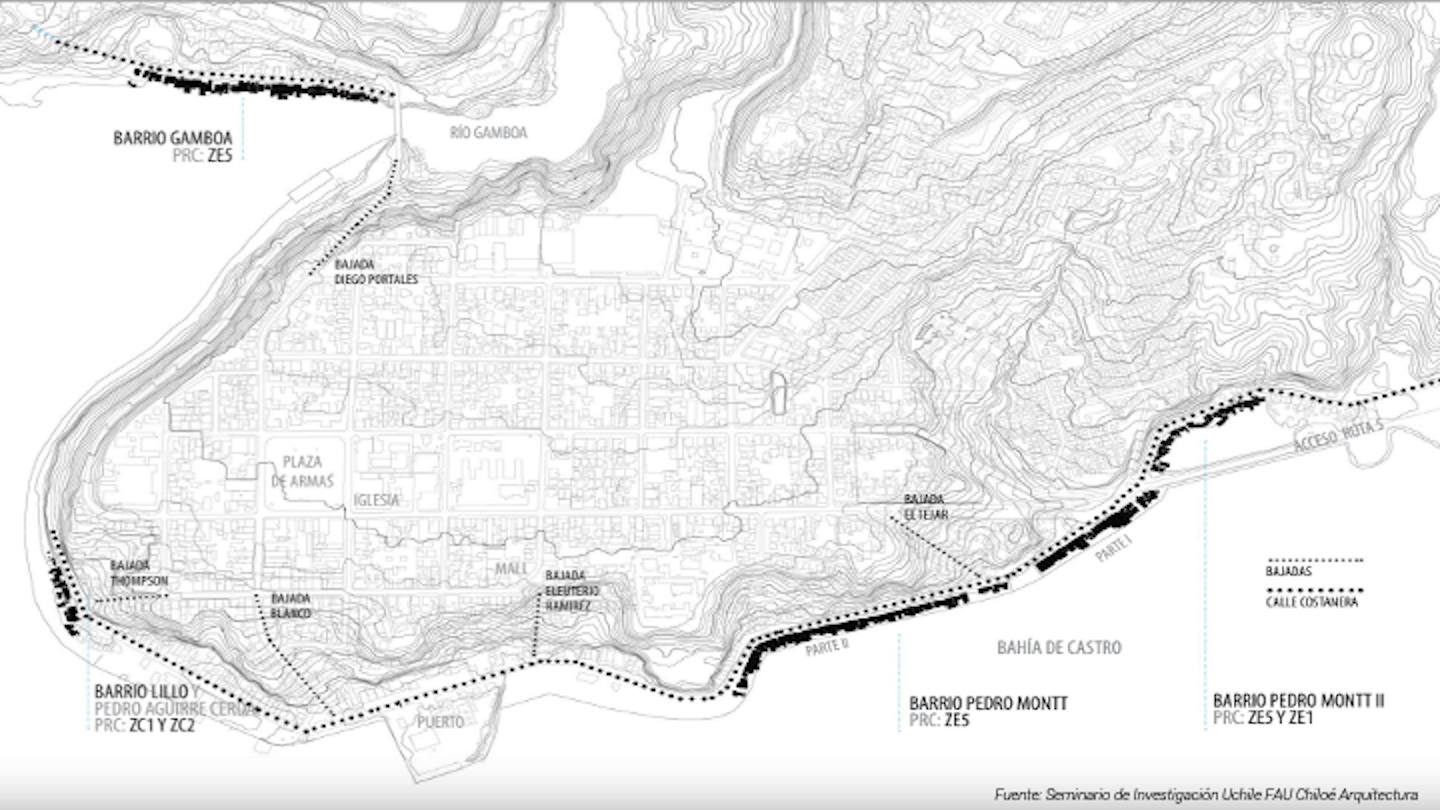 BARRIO GAMBOA
PRC: ZE5
RÍO GAMBOA
BAJADA
DIEGO PORTALES
PLAZA
DE ARMAS
IGLESIA
BAJADA
EL TEJAR
ACCESO RUTA 5
PARTE I
MALL
BAJADA
THOMPSON
BAJADA
BLANCO
BAJADA
ELEUTERIO
RAMIREZ
BAJADAS
CALLE COSTANERA
PARTE II
BAHÍA DE CASTRO
BARRIO LILLO Y
PEDRO AGUIRRE CERDA
PRC: ZC1 Y ZC2
PUERTO
BARRIO PEDRO MONTT
PRC: ZE5
BARRIO PEDRO MONTT II
PRC: ZE5 Y ZE1
Fuente: Seminario de Investigación Uchile FAU Chiloé Arquitectura